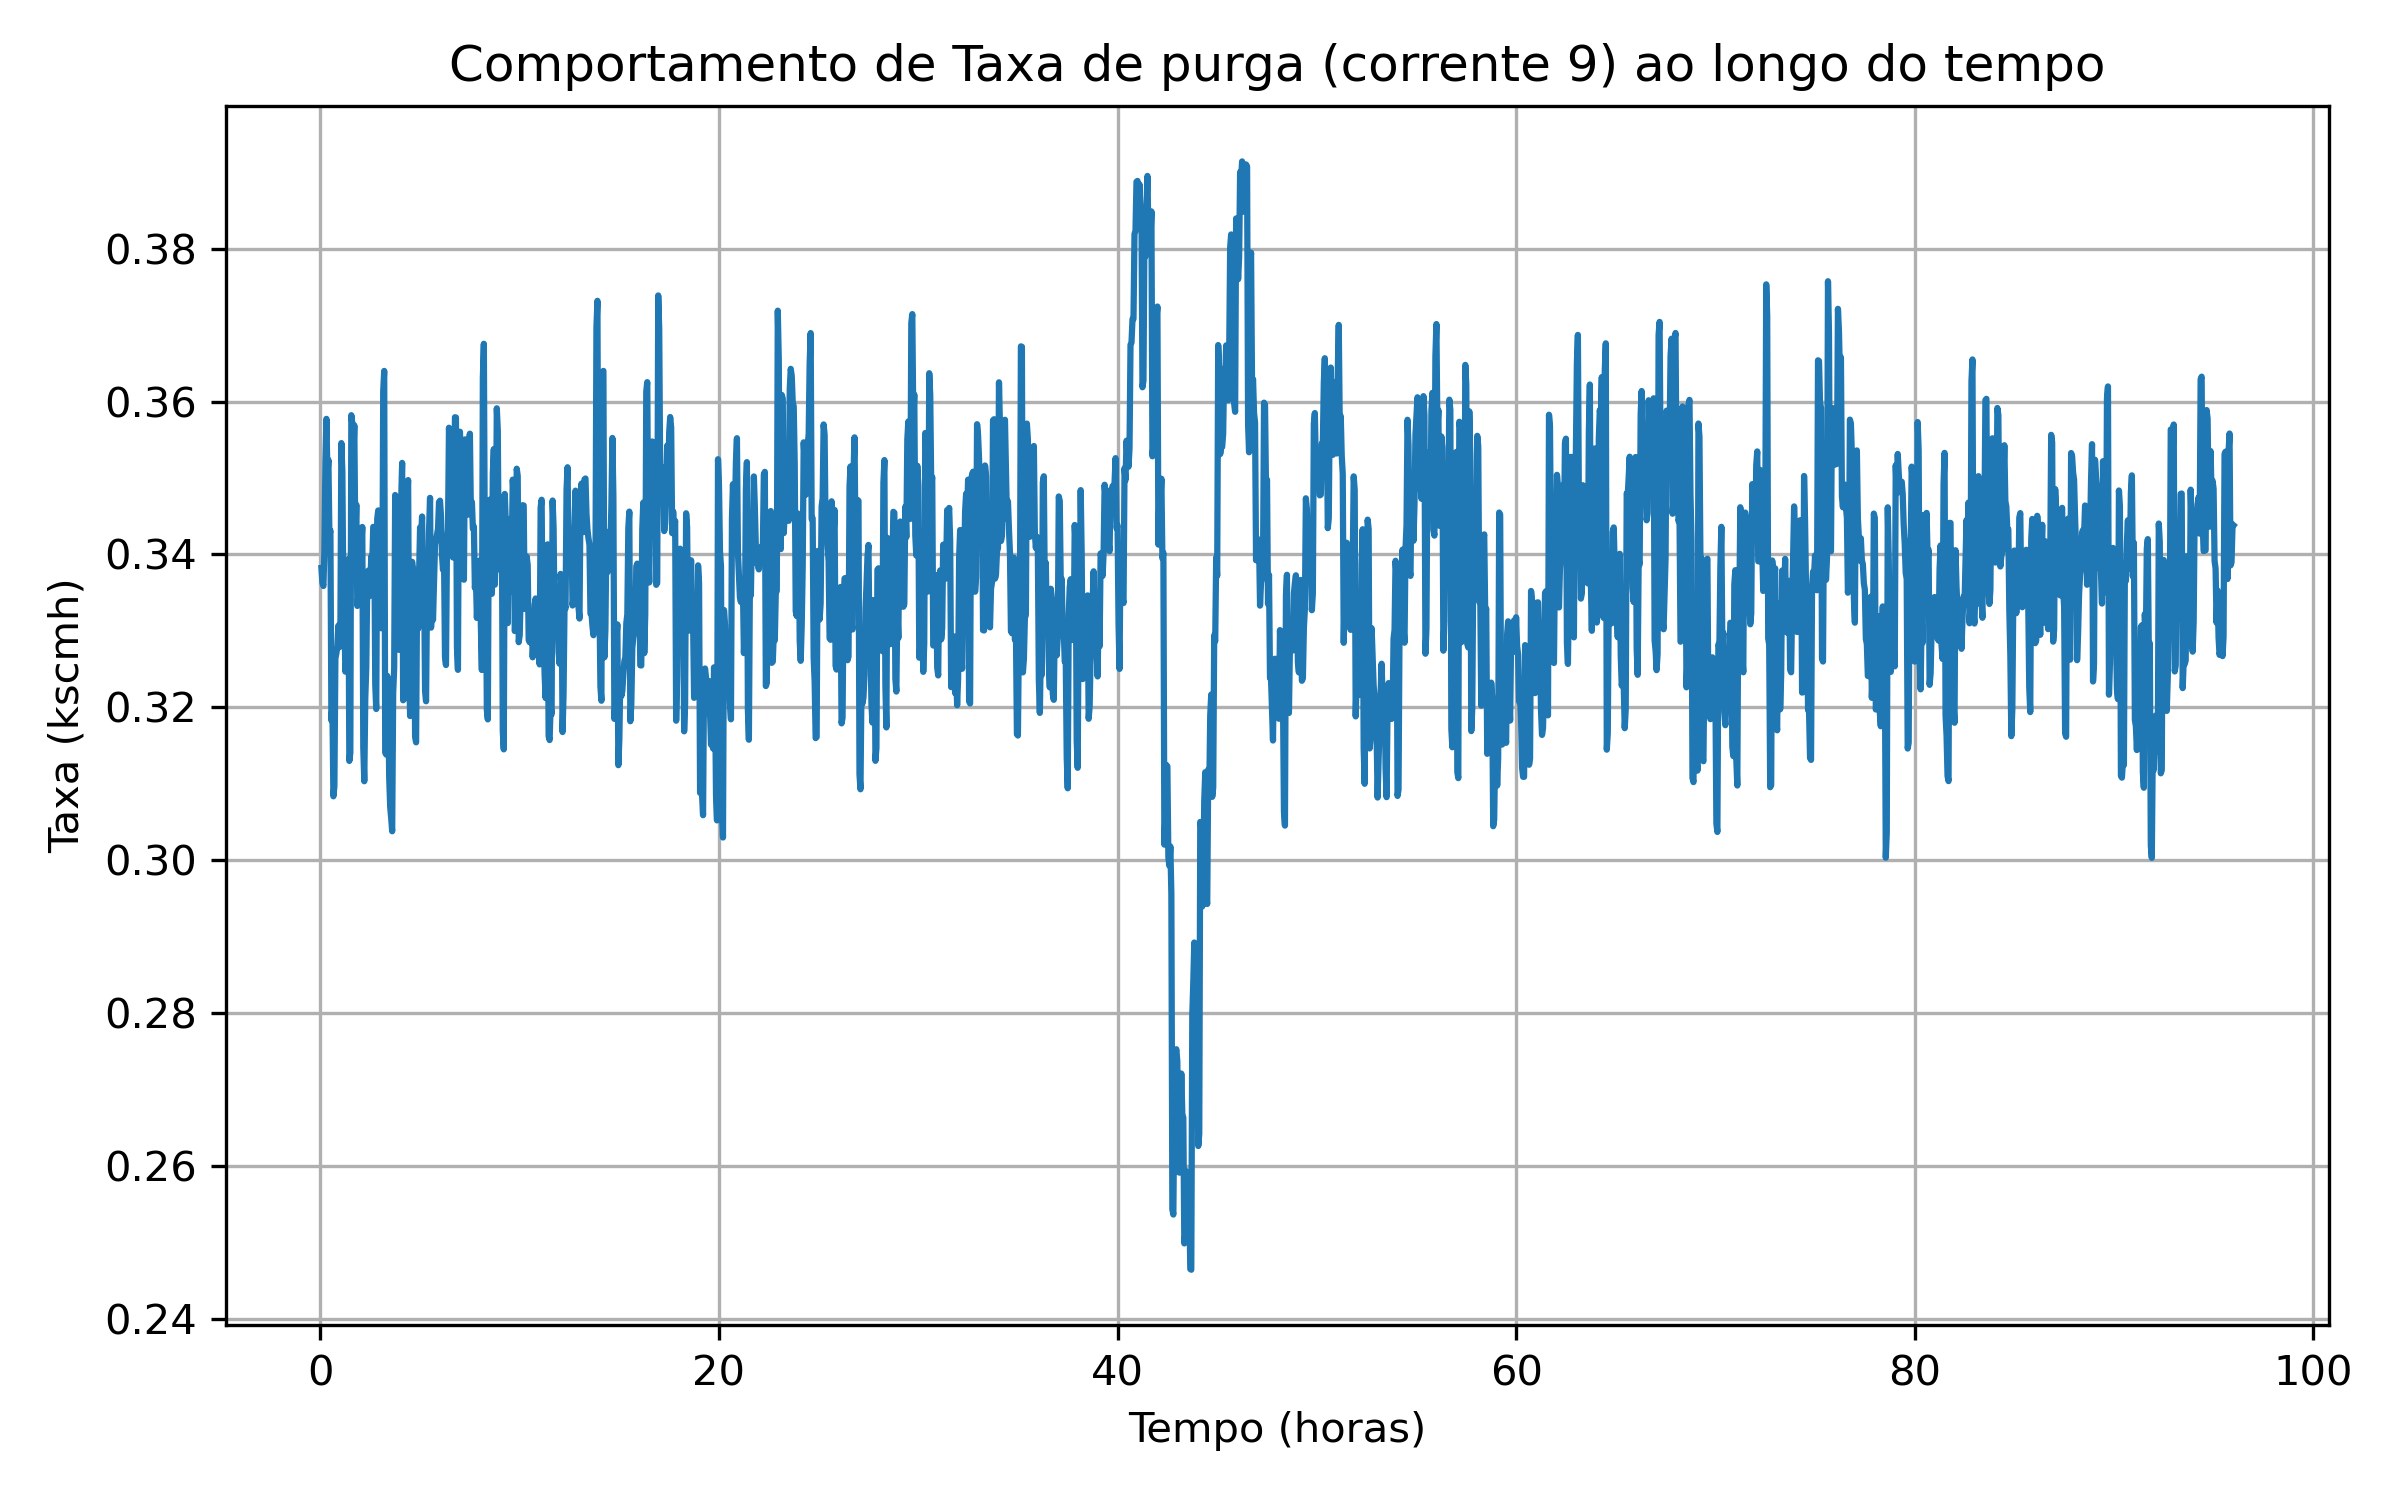 Comportamento de Taxa de purga (corrente 9) ao longo do tempo
Taxa (kscmh)
0.38
0.36
0.34
0.32
0.30
0.28
0.26
0.24
0 20 40 60 80 100
Tempo (horas)